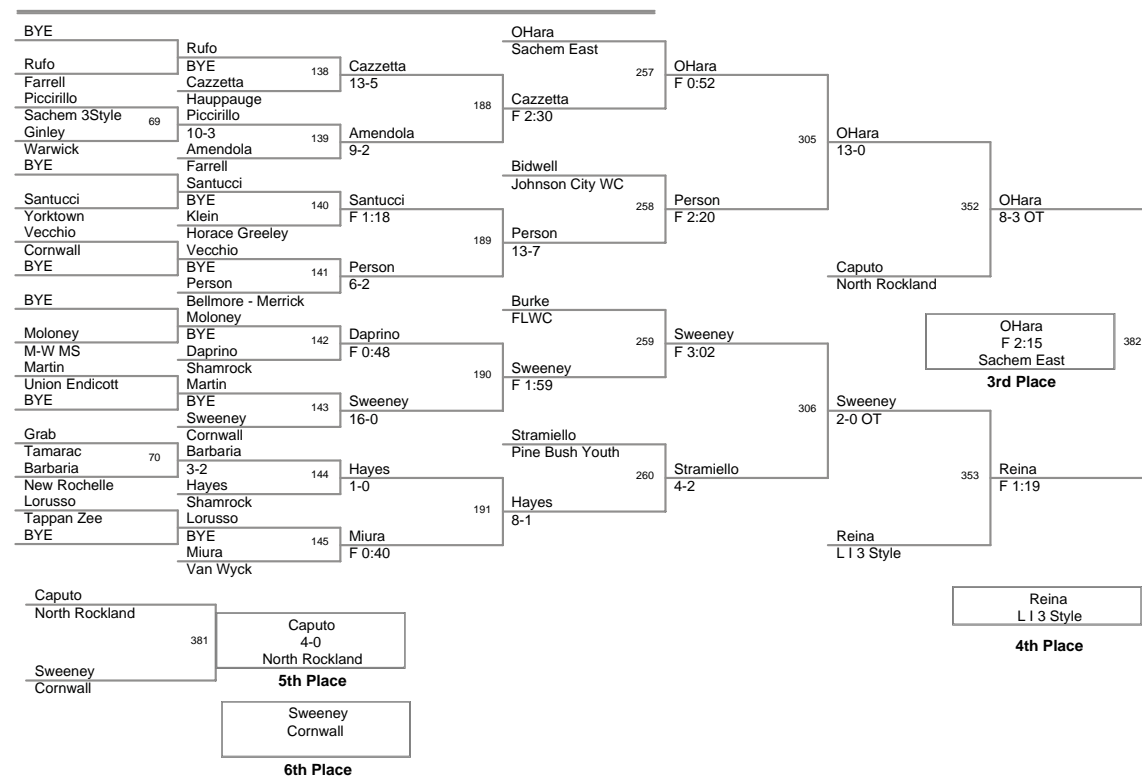 BYE
Rufo
Farrell
Piccirillo
Sachem 3Style
69
Ginley
Warwick
BYE
Santucci
Yorktown
Vecchio
Cornwall
BYE
BYE
Moloney
M-W MS
Martin
Union Endicott
BYE
Grab
Tamarac
70
Barbaria
New Rochelle
Lorusso
Tappan Zee
BYE
Rufo
BYE
138
Cazzetta
Hauppauge
Piccirillo
10-3
139
Amendola
Farrell
Santucci
BYE
140
Klein
Horace Greeley
Vecchio
BYE
141
Person
Bellmore - Merrick
Moloney
BYE
142
Daprino
Shamrock
Martin
BYE
143
Sweeney
Cornwall
Barbaria
3-2
144
Hayes
Shamrock
Lorusso
BYE
145
Miura
Van Wyck
Cazzetta
13-5
188
Amendola
9-2
Santucci
F 1:18
189
Person
6-2
Daprino
F 0:48
190
Sweeney
16-0
Hayes
1-0
191
Miura
F 0:40
OHara
Sachem East
257
Cazzetta
F 2:30
Bidwell
Johnson City WC
258
Person
13-7
Burke
FLWC
259
Sweeney
F 1:59
Stramiello
Pine Bush Youth
260
Hayes
8-1
OHara
F 0:52
305
Person
F 2:20
Sweeney
F 3:02
306
Stramiello
4-2
OHara
13-0
352
Caputo
North Rockland
Sweeney
2-0 OT
353
Reina
L I 3 Style
OHara
8-3 OT
OHara
F 2:15
382
Sachem East
3rd Place
Reina
F 1:19
Reina
L I 3 Style
4th Place
Caputo
North Rockland
381
Sweeney
Cornwall
Caputo
4-0
North Rockland
5th Place
Sweeney
Cornwall
6th Place